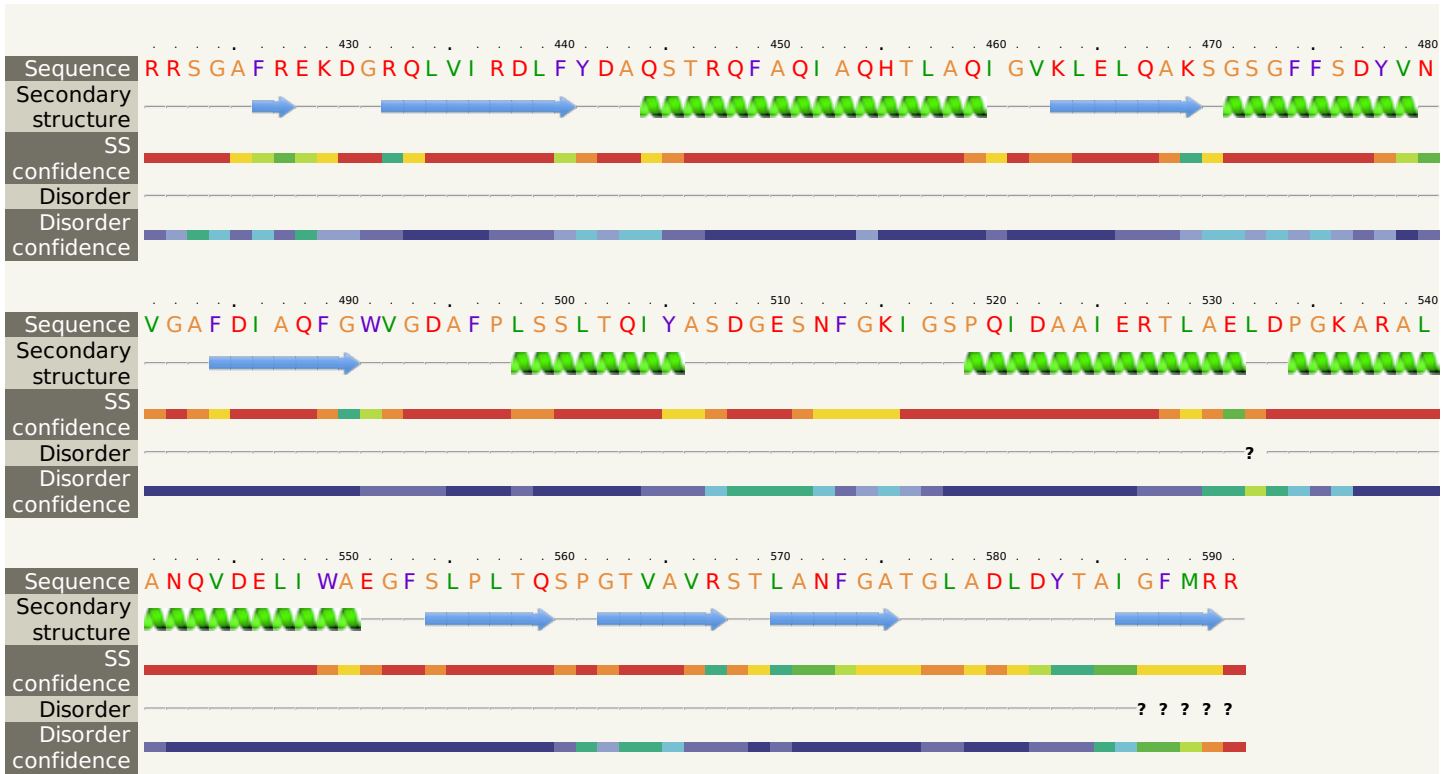 430 440 450 460 470 480
Sequence R R S G A F R E K D G R Q L V I R D L F Y D A Q S T R Q F A Q I A Q H T L A Q I G V K L E L Q A K S G S G F F S D Y V N
Secondary
structure
SS
confidence
Disorder
Disorder
confidence
490 500 510 520 530 540
Sequence V G A F D I A Q F G W V G D A F P L S S L T Q I Y A S D G E S N F G K I G S P Q I D A A I E R T L A E L D P G K A R A L
Secondary
structure
SS
confidence
Disorder ?
Disorder
confidence
550 560 570 580 590
Sequence A N Q V D E L I W A E G F S L P L T Q S P G T V A V R S T L A N F G A T G L A D L D Y T A I G F M R R
Secondary
structure
SS
confidence
Disorder ? ? ? ? ?
Disorder
confidence